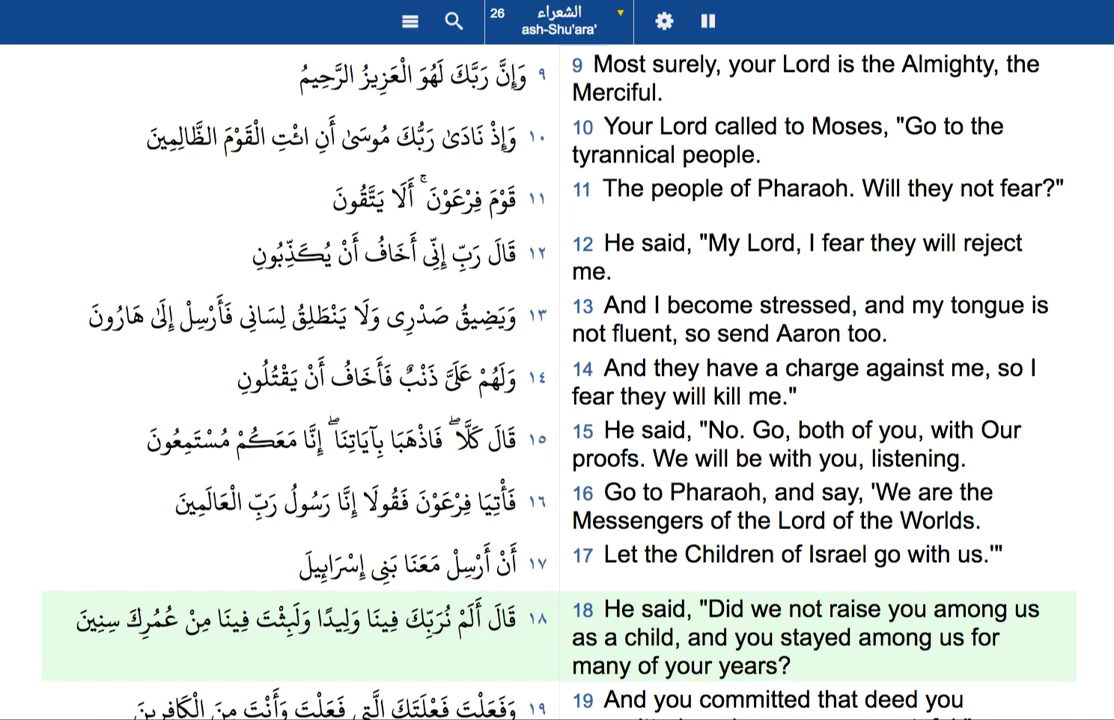 26
الشعراء
ash-Shu'ara'
٩ وَإِنَّ رَبَّكَ لَهُوَ الْعَزِيزُ الرَّحِيمُ
9 Most surely, your Lord is the Almighty, the
Merciful.
١٠ وَإِذْ نَادَىٰ رَبُّكَ مُوسَىٰ أَنِ ائْتِ الْقَوْمَ الظَّالِمِينَ
10 Your Lord called to Moses, "Go to the
tyrannical people.
١١ قَوْمَ فِرْعَوْنَ ۚ أَلَا يَتَّقُونَ
11 The people of Pharaoh. Will they not fear?"
١٢ قَالَ رَبِّ إِنِّي أَخَافُ أَنْ يُكَذِّبُونِ
12 He said, "My Lord, I fear they will reject
me.
١٣ وَيَضِيقُ صَدْرِي وَلَا يَنْطَلِقُ لِسَانِي فَأَرْسِلْ إِلَىٰ هَارُونَ
13 And I become stressed, and my tongue is
not fluent, so send Aaron too.
١٤ وَلَهُمْ عَلَيَّ ذَنْبٌ فَأَخَافُ أَنْ يَقْتُلُونِ
14 And they have a charge against me, so I
fear they will kill me."
١٥ قَالَ كَلَّا ۖ فَاذْهَبَا بِآيَاتِنَا ۖ إِنَّا مَعَكُمْ مُسْتَمِعُونَ
15 He said, "No. Go, both of you, with Our
proofs. We will be with you, listening.
١٦ فَأْتِيَا فِرْعَوْنَ فَقُولَا إِنَّا رَسُولُ رَبِّ الْعَالَمِينَ
16 Go to Pharaoh, and say, 'We are the
Messengers of the Lord of the Worlds.
١٧ أَنْ أَرْسِلْ مَعَنَا بَنِي إِسْرَائِيلَ
17 Let the Children of Israel go with us.'"
١٨ قَالَ أَلَمْ نُرَبِّكَ فِينَا وَلِيدًا وَلَبِثْتَ فِينَا مِنْ عُمُرِكَ سِنِينَ
18 He said, "Did we not raise you among us
as a child, and you stayed among us for
many of your years?
١٩ وَفَعَلْتَ فَعْلَتَكَ الَّتِي فَعَلْتَ وَأَنْتَ مِنَ الْكَافِرِينَ
19 And you committed that deed you